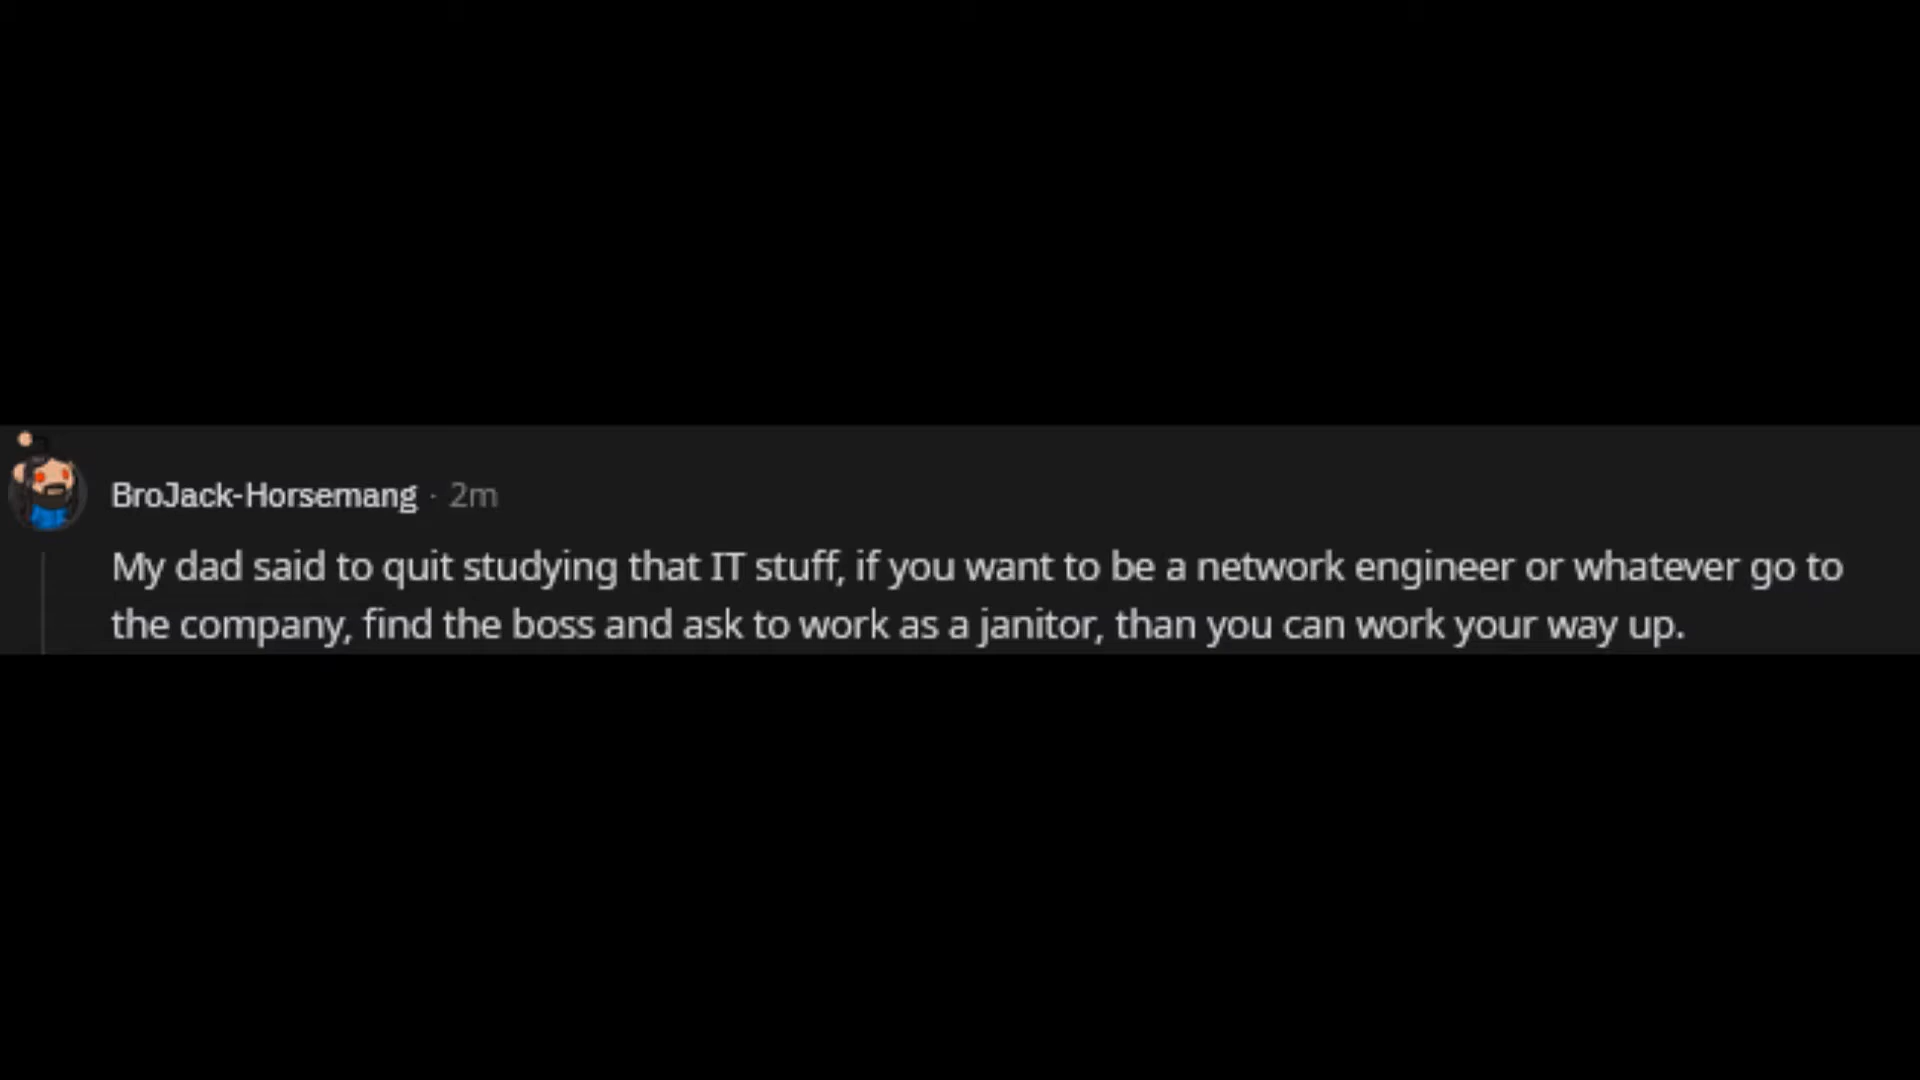 BroJack-Horsemang · 2m
My dad said to quit studying that IT stuff, if you want to be a network engineer or whatever go to
the company, find the boss and ask to work as a janitor, than you can work your way up.